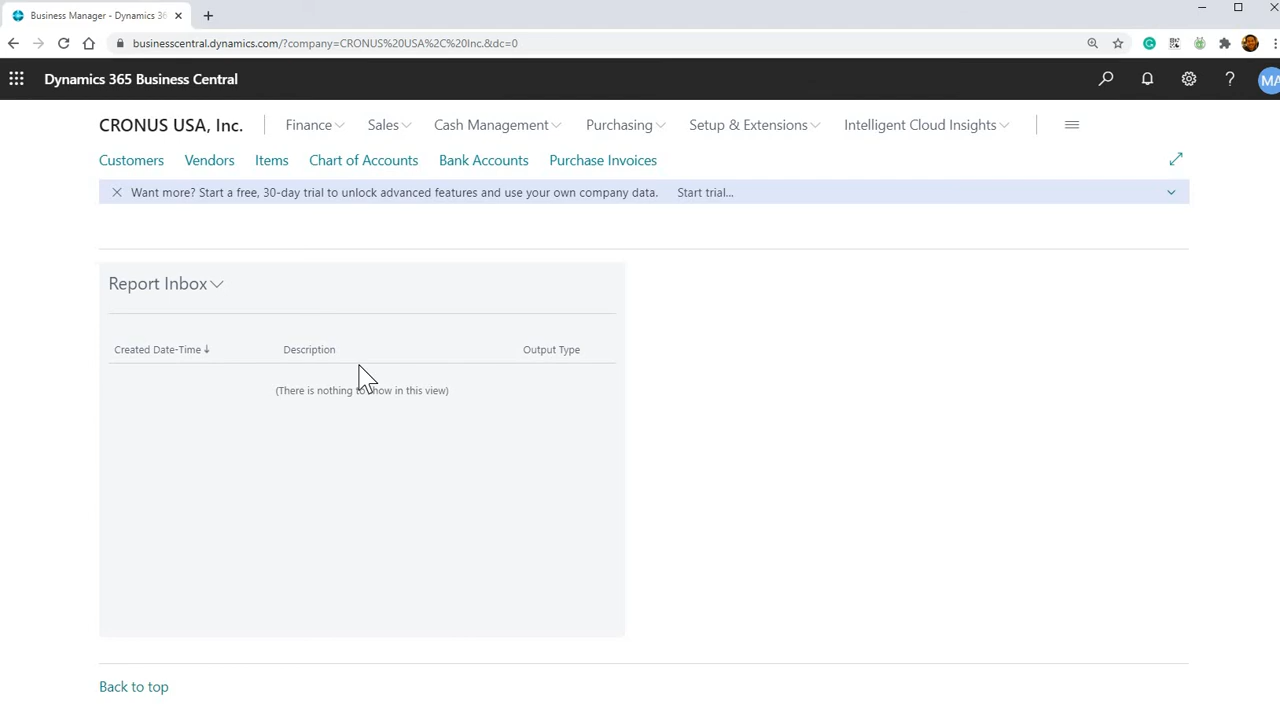 Business Manager - Dynamics 36
businesscentral.dynamics.com/?company=CRONUS%20USA%2C%20Inc.&dc=0
Dynamics 365 Business Central
MA
CRONUS USA, Inc.
Finance
Sales
Cash Management
Purchasing
Setup & Extensions
Intelligent Cloud Insights
Customers
Vendors
Items
Chart of Accounts
Bank Accounts
Purchase Invoices
Want more? Start a free, 30-day trial to unlock advanced features and use your own company data.
Start trial...
Report Inbox
Created Date-Time ↓
Description
Output Type
(There is nothing to show in this view)
Back to top